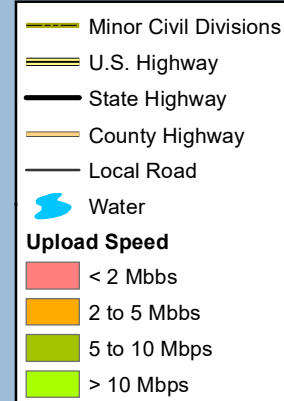 Minor Civil Divisions
U.S. Highway
State Highway
County Highway
Local Road
Water
Upload Speed
< 2 Mbbs
2 to 5 Mbbs
5 to 10 Mbps
> 10 Mbps